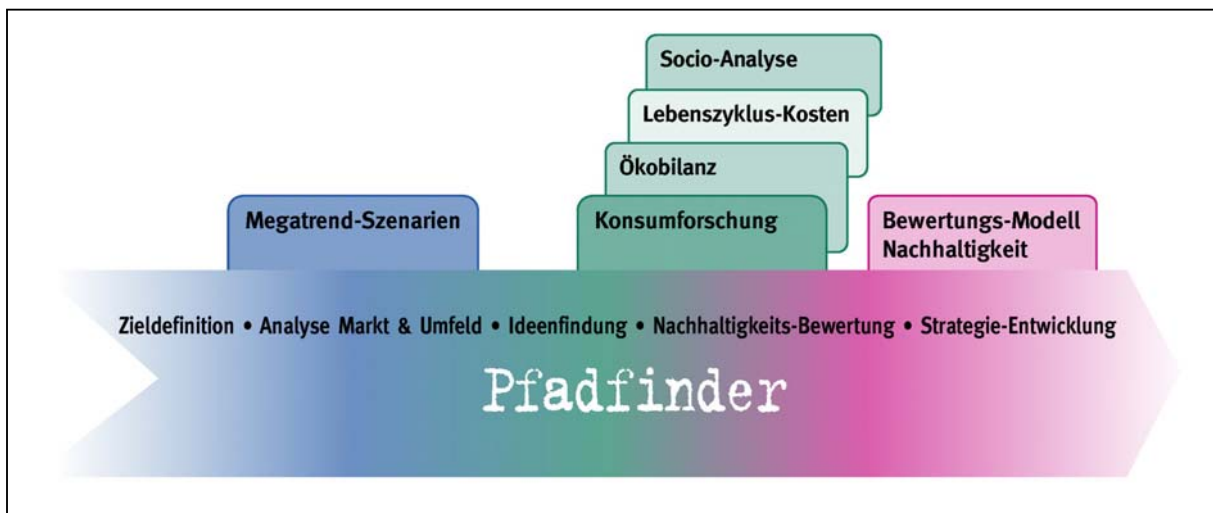 Socio-Analyse
Lebenszyklus-Kosten
Ökobilanz
Megatrend-Szenarien
Konsumforschung
Bewertungs-Modell
Nachhaltigkeit
Zieldefinition • Analyse Markt & Umfeld • Ideenfindung • Nachhaltigkeits-Bewertung • Strategie-Entwicklung
Pfadfinder